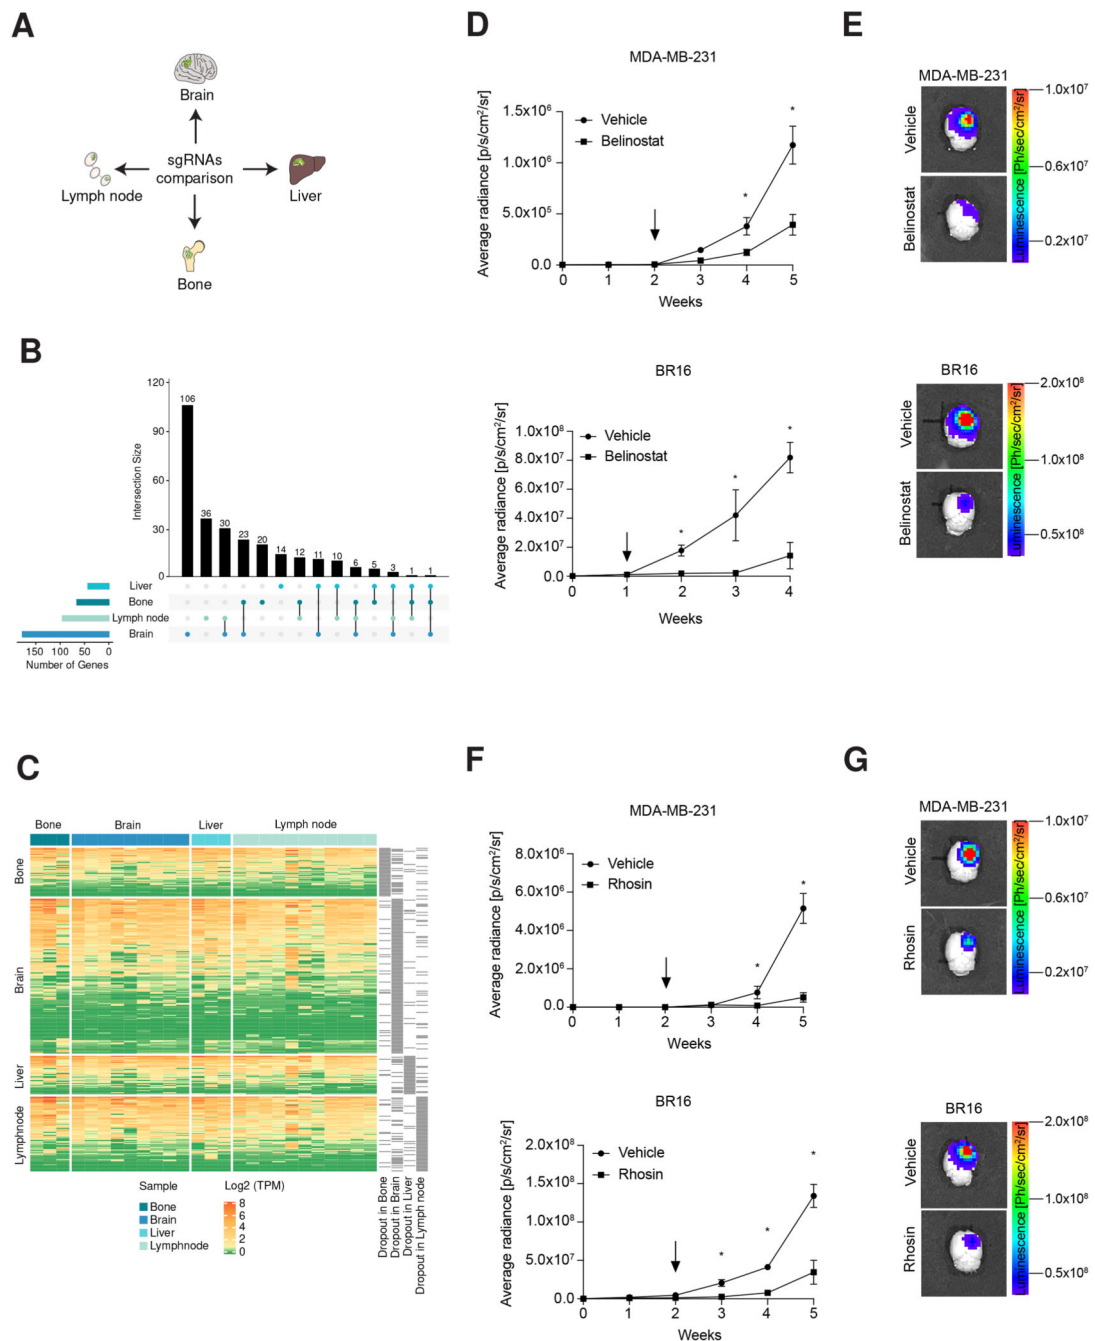 A
Brain
sgRNAs
comparison
Lymph node
Liver
Bone
B
Intersection Size
120
90
60
30
0
106
36
30
23
20
14
12
11
10
6
5
3
1
1
Liver
Bone
Lymph node
Brain
150
100
50
0
Number of Genes
C
Bone
Brain
Liver
Lymph node
Bone
Brain
Liver
Lymphnode
Dropout in Bone
Dropout in Brain
Dropout in Liver
Dropout in Lymph node
Sample
Bone
Brain
Liver
Lymphnode
Log2 (TPM)
8
6
4
2
0
D
MDA-MB-231
Average radiance [p/s/cm²/sr]
1.5x10⁶
1.0x10⁶
5.0x10⁵
0.0
Vehicle
Belinostat
*
*
0 1 2 3 4 5
Weeks
BR16
Average radiance [p/s/cm²/sr]
1.0x10⁸
8.0x10⁷
6.0x10⁷
4.0x10⁷
2.0x10⁷
0.0
Vehicle
Belinostat
*
*
*
0 1 2 3 4
Weeks
E
MDA-MB-231
Vehicle
Belinostat
Luminescence [Ph/sec/cm²/sr]
1.0x10⁷
0.6x10⁷
0.2x10⁷
BR16
Vehicle
Belinostat
Luminescence [Ph/sec/cm²/sr]
2.0x10⁸
1.0x10⁸
0.5x10⁸
F
MDA-MB-231
Average radiance [p/s/cm²/sr]
8.0x10⁶
6.0x10⁶
4.0x10⁶
2.0x10⁶
0.0
Vehicle
Rhosin
*
*
0 1 2 3 4 5
Weeks
BR16
Average radiance [p/s/cm²/sr]
2.0x10⁸
1.5x10⁸
1.0x10⁸
5.0x10⁷
0.0
Vehicle
Rhosin
*
*
*
0 1 2 3 4 5
Weeks
G
MDA-MB-231
Vehicle
Rhosin
Luminescence [Ph/sec/cm²/sr]
1.0x10⁷
0.6x10⁷
0.2x10⁷
BR16
Vehicle
Rhosin
Luminescence [Ph/sec/cm²/sr]
2.0x10⁸
1.0x10⁸
0.5x10⁸